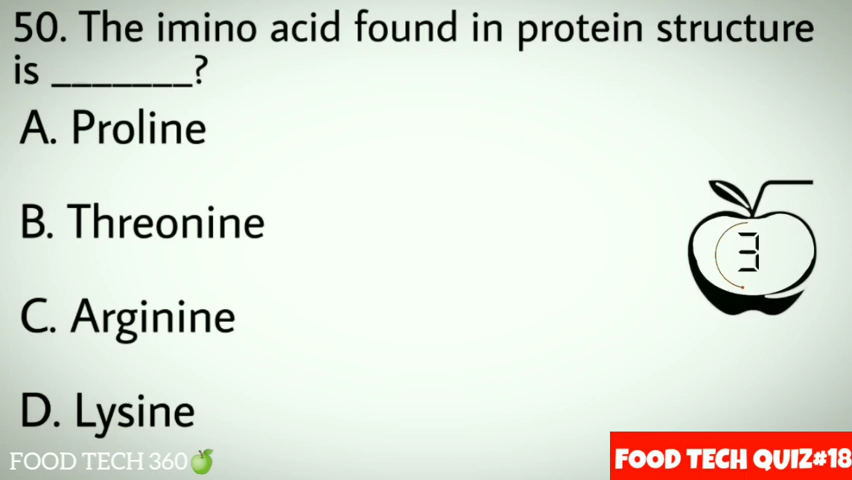 50. The imino acid found in protein structure
is _______?
A. Proline
B. Threonine
3
C. Arginine
D. Lysine
FOOD TECH 360🍏
FOOD TECH QUIZ#18